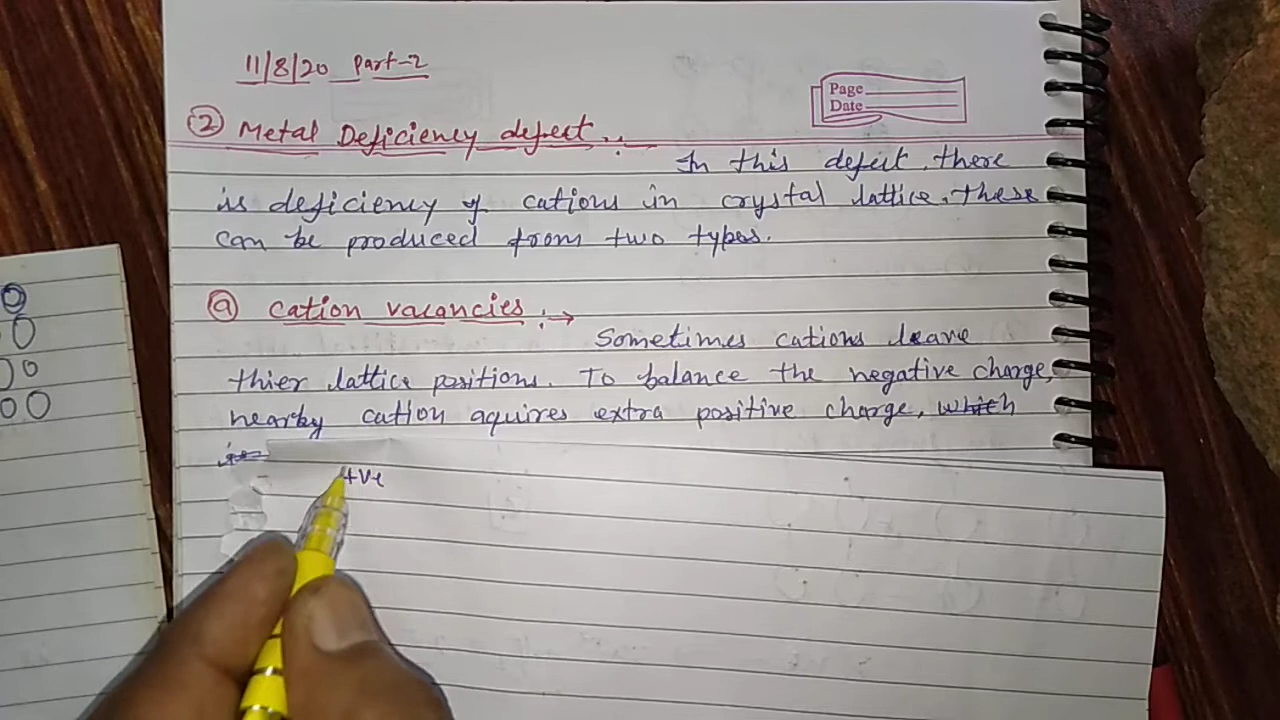 11/8/20 Part-2
Page
Date
② Metal Deficiency defect :
In this defect, there
is deficiency of cations in crystal lattice. These
can be produced from two types.
ⓐ Cation vacancies :→
Sometimes cations leave
thier lattice positions. To balance the negative charge,
nearby cation aquires extra positive charge, which
+ve